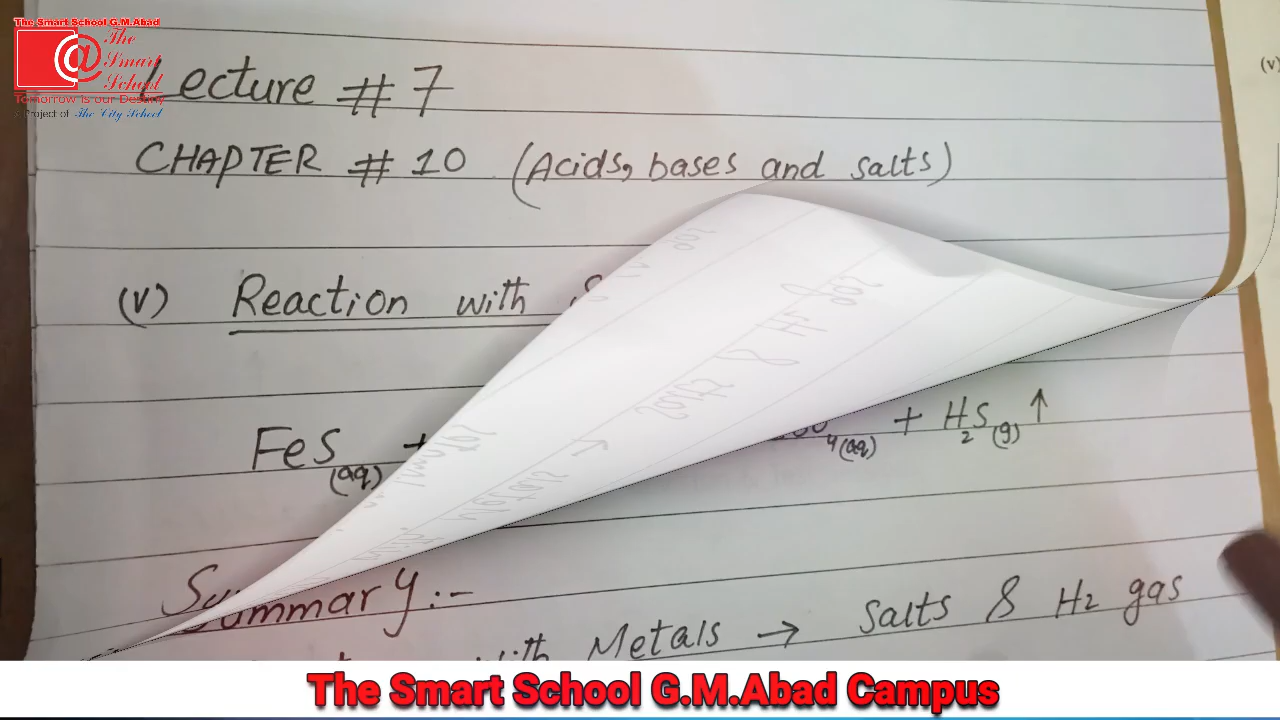 The Smart School G.M.Abad
@ The
Smart
School
Tomorrow is our Destiny
A Project of The City School
Lecture # 7
CHAPTER # 10 (Acids, bases and salts)
(V) Reaction with
(v)
FeS(aq) + 4(aq) + H2S(g) ↑
Summary:-
with Metals → Salts & H2 gas
The Smart School G.M.Abad Campus